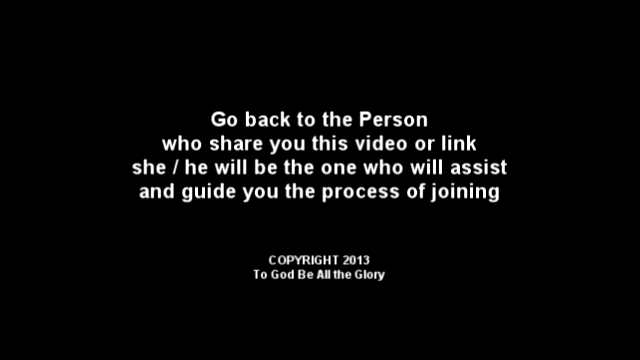 Go back to the Person
who share you this video or link
she / he will be the one who will assist
and guide you the process of joining
COPYRIGHT 2013
To God Be All the Glory